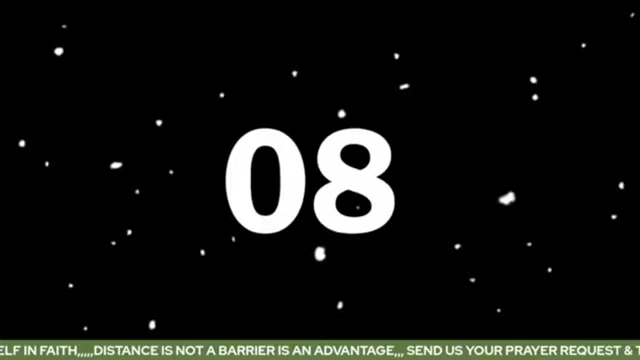 08
ELF IN FAITH,,,,,DISTANCE IS NOT A BARRIER IS AN ADVANTAGE,,, SEND US YOUR PRAYER REQUEST &